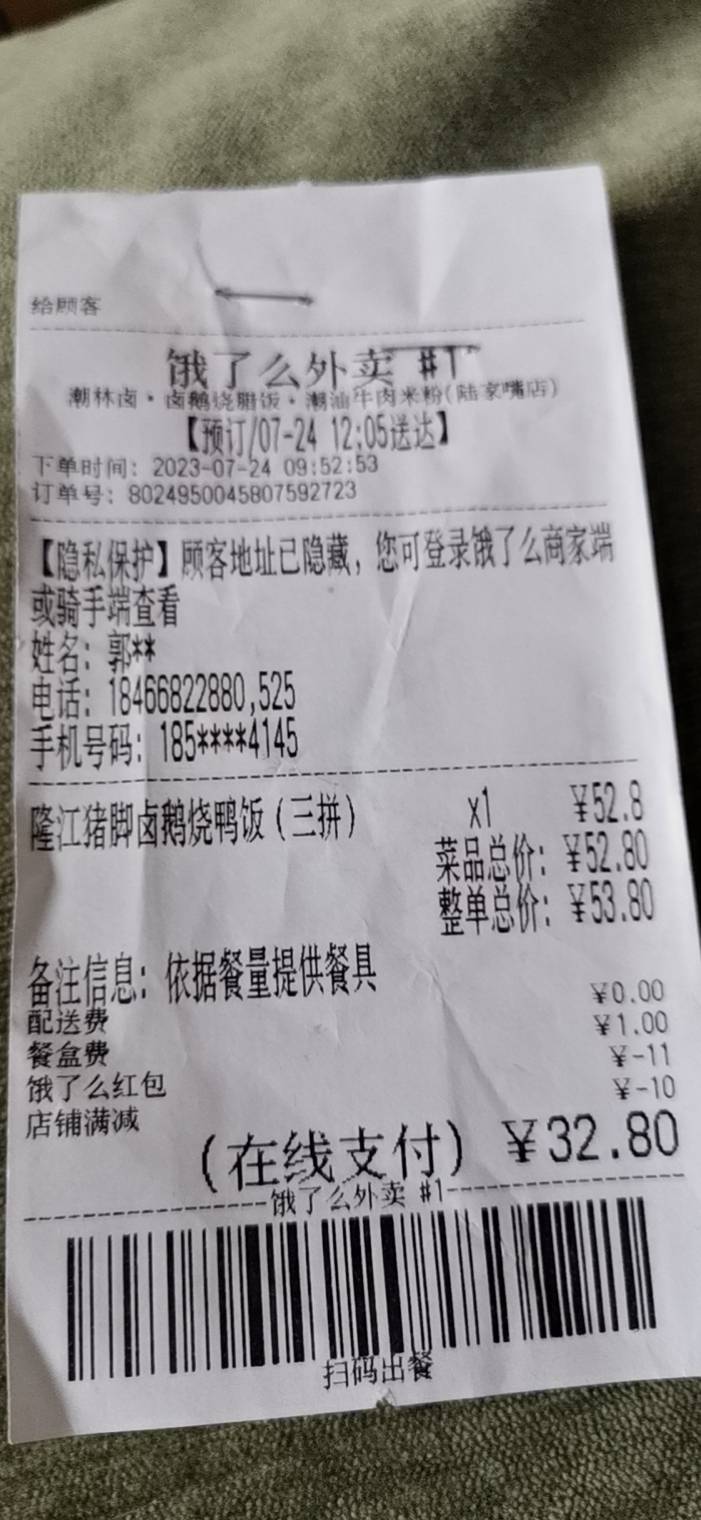 给顾客
饿了么外卖 #1
潮林卤·卤鹅烧腊饭·潮汕牛肉米粉(陆家嘴店)
【预订/07-24 12:05送达】
下单时间: 2023-07-24 09:52:53
订单号: 8024950045807592723
【隐私保护】顾客地址已隐藏, 您可登录饿了么商家端
或骑手端查看
姓名: 郭**
电话: 18466822880,525
手机号码: 185****4145
隆江猪脚卤鹅烧鸭饭(三拼) x1 ¥52.8
菜品总价: ¥52.80
整单总价: ¥53.80
备注信息: 依据餐量提供餐具
配送费 ¥0.00
餐盒费 ¥1.00
饿了么红包 ¥-11
店铺满减 ¥-10
(在线支付) ¥32.80
饿了么外卖 #1
扫码出餐